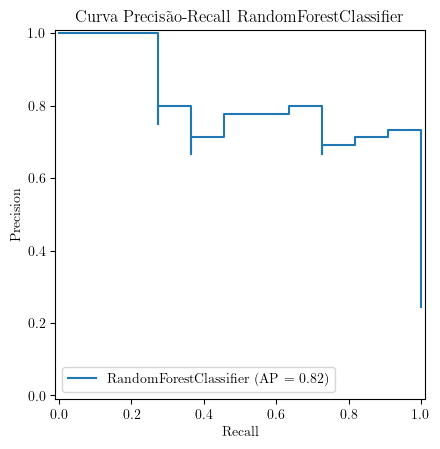 Curva Precisão-Recall RandomForestClassifier
1.0
0.8
0.6
0.4
0.2
0.0
Precision
RandomForestClassifier (AP = 0.82)
0.0 0.2 0.4 0.6 0.8 1.0
Recall